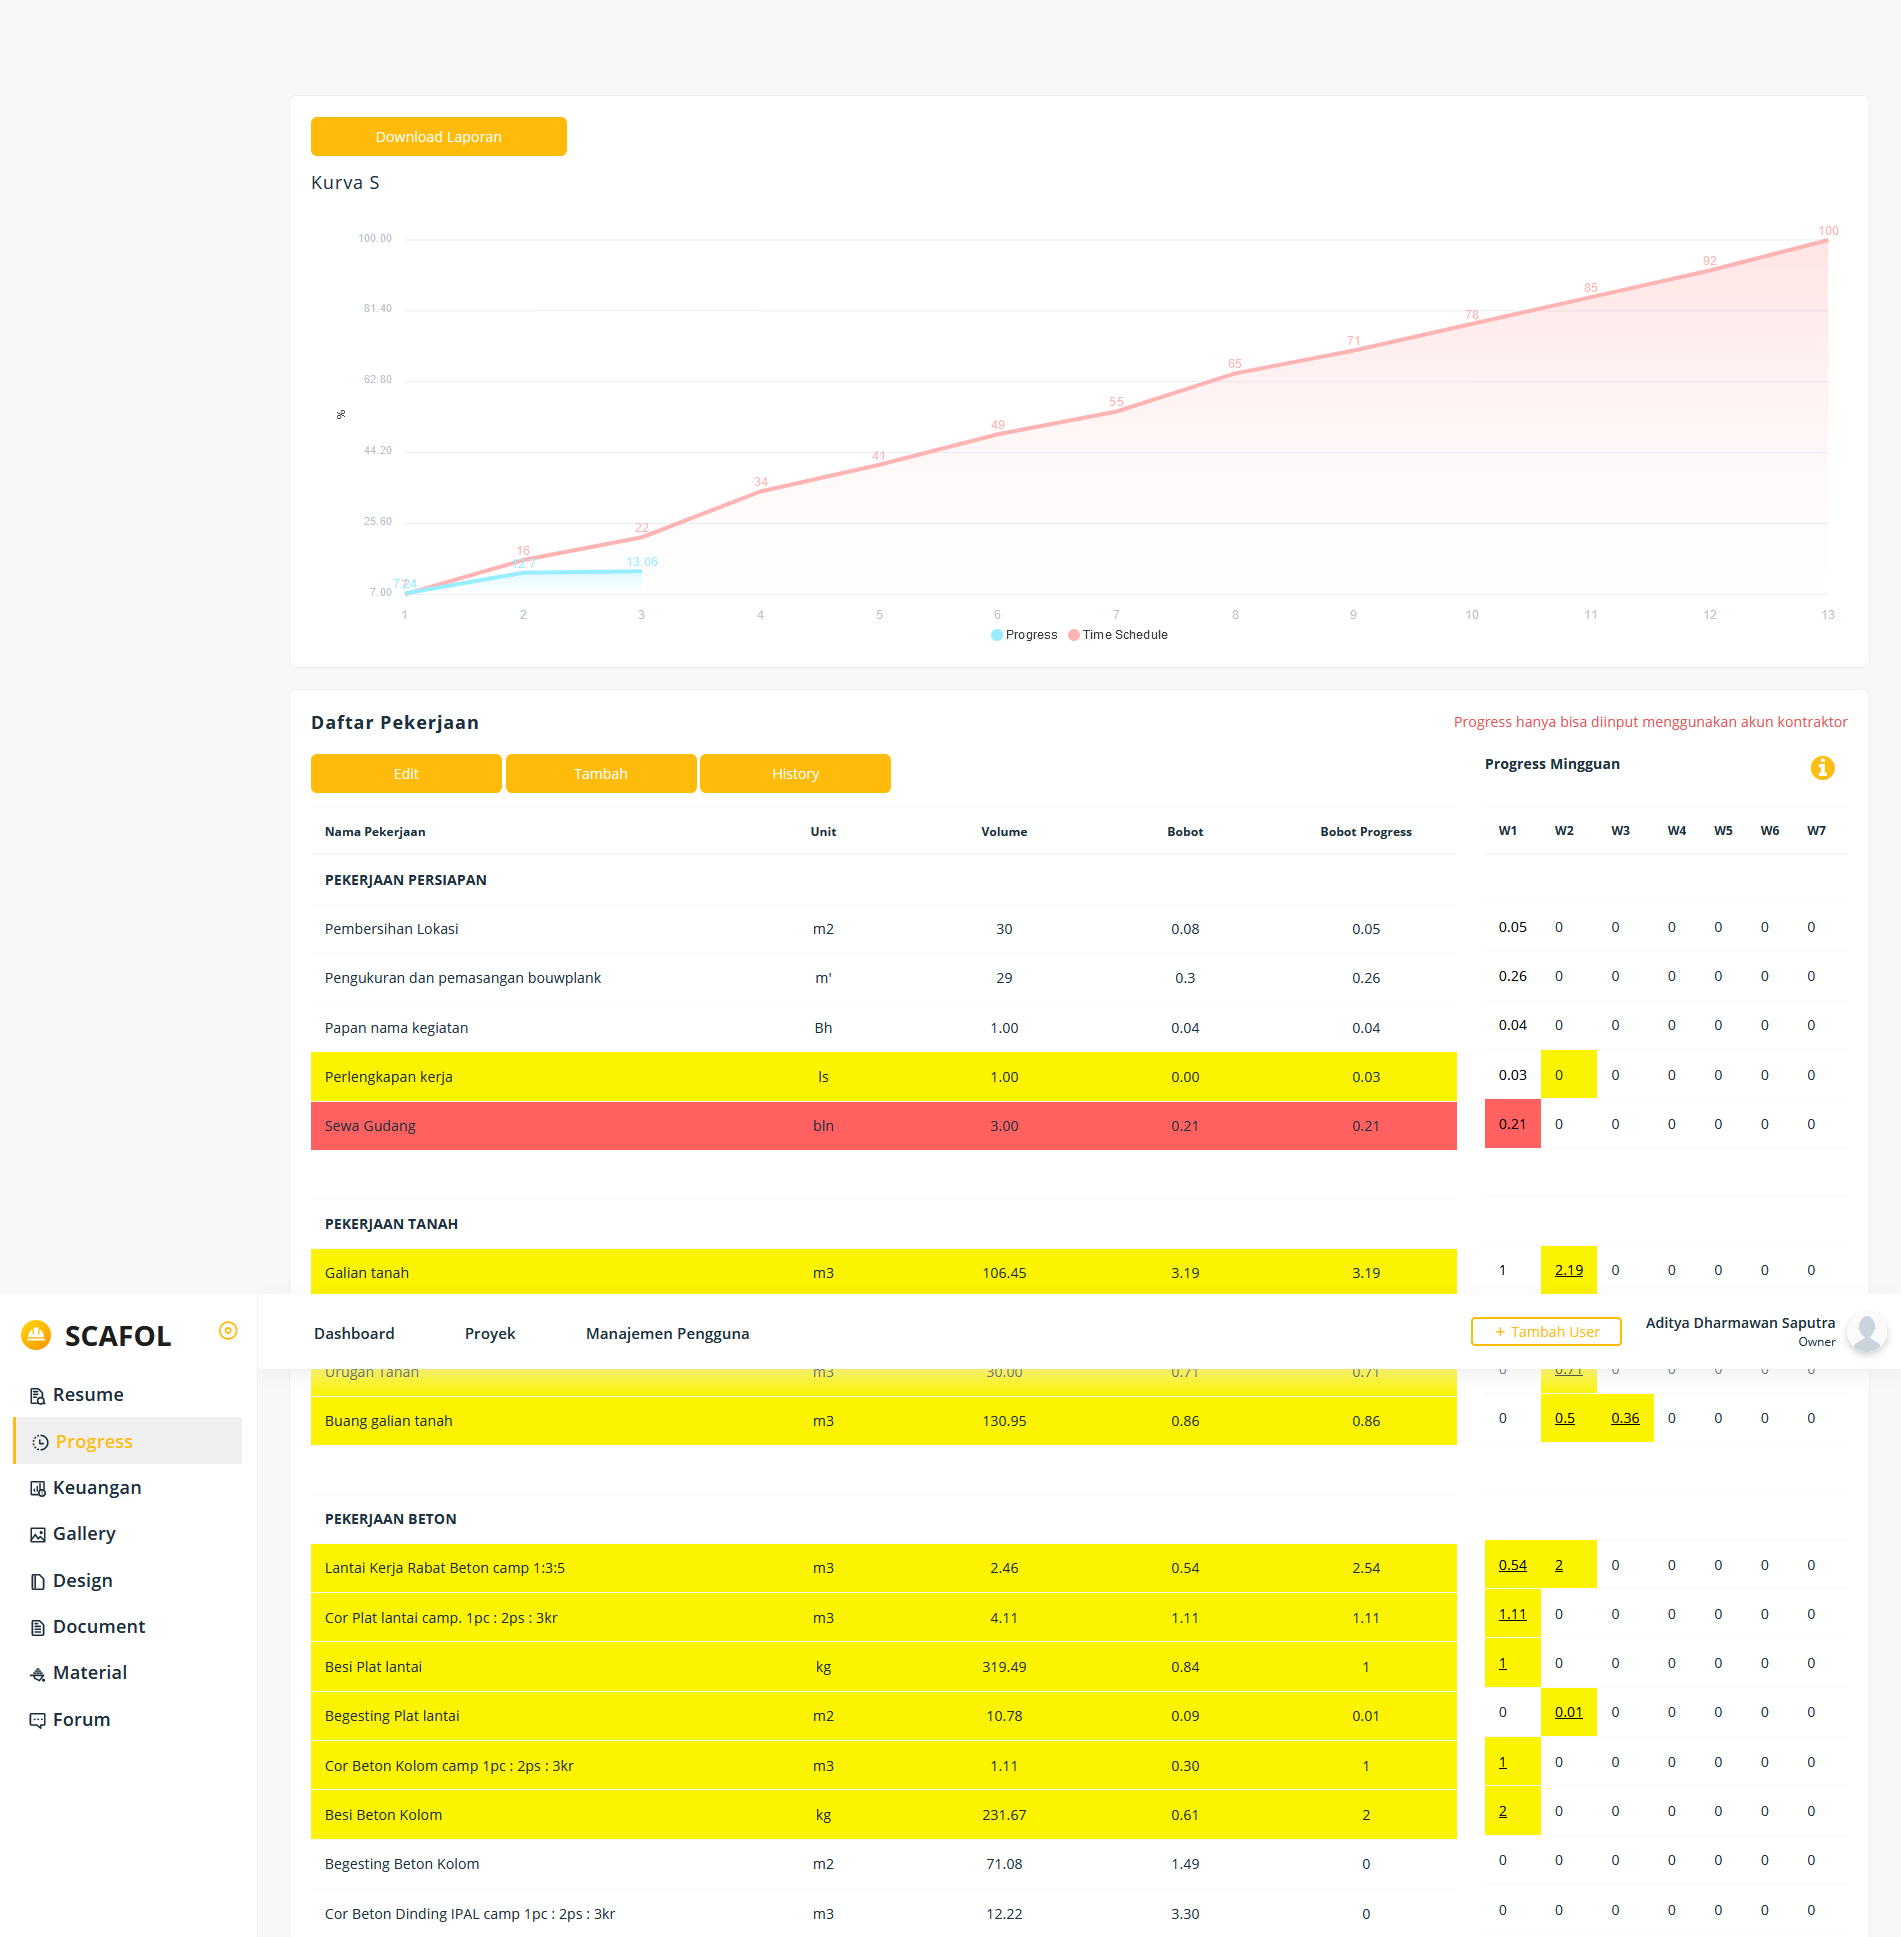 Download Laporan
Kurva S
100.00
81.40
62.80
44.20
25.60
7.00
%
7
16
22
34
41
49
55
65
71
78
85
92
100
7.24
12.7
13.06
1 2 3 4 5 6 7 8 9 10 11 12 13
Progress Time Schedule
Daftar Pekerjaan
Progress hanya bisa diinput menggunakan akun kontraktor
Edit Tambah History
Progress Mingguan
Nama Pekerjaan Unit Volume Bobot Bobot Progress W1 W2 W3 W4 W5 W6 W7
PEKERJAAN PERSIAPAN
Pembersihan Lokasi m2 30 0.08 0.05 0.05 0 0 0 0 0 0
Pengukuran dan pemasangan bouwplank m' 29 0.3 0.26 0.26 0 0 0 0 0 0
Papan nama kegiatan Bh 1.00 0.04 0.04 0.04 0 0 0 0 0 0
Perlengkapan kerja ls 1.00 0.00 0.03 0.03 0 0 0 0 0 0
Sewa Gudang bln 3.00 0.21 0.21 0.21 0 0 0 0 0 0
PEKERJAAN TANAH
Galian tanah m3 106.45 3.19 3.19 1 2.19 0 0 0 0 0
SCAFOL
Dashboard Proyek Manajemen Pengguna
+ Tambah User
Aditya Dharmawan Saputra
Owner
Urugan Tanah m3 30.00 0.71 0.71 0 0.71 0 0 0 0 0
Buang galian tanah m3 130.95 0.86 0.86 0 0.5 0.36 0 0 0 0
PEKERJAAN BETON
Lantai Kerja Rabat Beton camp 1:3:5 m3 2.46 0.54 2.54 0.54 2 0 0 0 0 0
Cor Plat lantai camp. 1pc : 2ps : 3kr m3 4.11 1.11 1.11 1.11 0 0 0 0 0 0
Besi Plat lantai kg 319.49 0.84 1 1 0 0 0 0 0 0
Begesting Plat lantai m2 10.78 0.09 0.01 0 0.01 0 0 0 0 0
Cor Beton Kolom camp 1pc : 2ps : 3kr m3 1.11 0.30 1 1 0 0 0 0 0 0
Besi Beton Kolom kg 231.67 0.61 2 2 0 0 0 0 0 0
Begesting Beton Kolom m2 71.08 1.49 0 0 0 0 0 0 0 0
Cor Beton Dinding IPAL camp 1pc : 2ps : 3kr m3 12.22 3.30 0 0 0 0 0 0 0 0
Resume
Progress
Keuangan
Gallery
Design
Document
Material
Forum